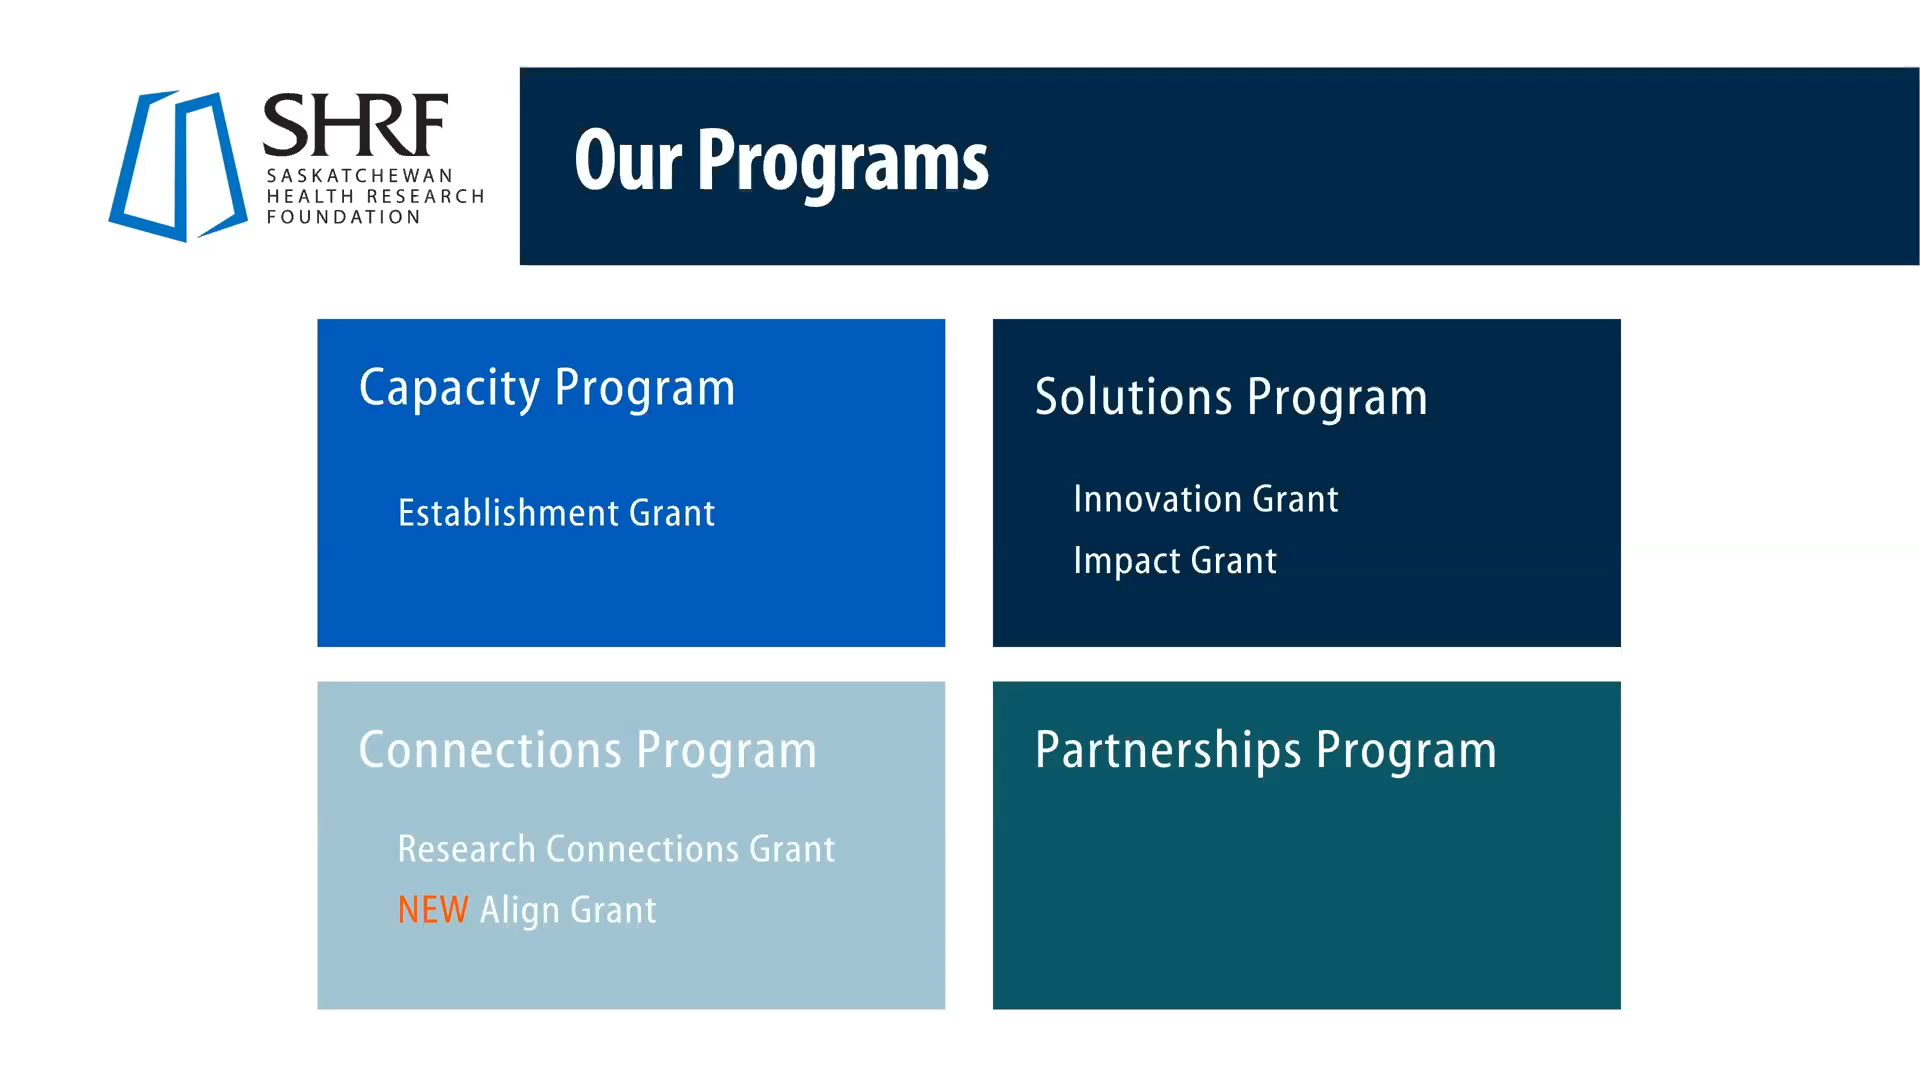 SHRF
SASKATCHEWAN
HEALTH RESEARCH
FOUNDATION
Our Programs
Capacity Program
Establishment Grant
Solutions Program
Innovation Grant
Impact Grant
Connections Program
Research Connections Grant
NEW Align Grant
Partnerships Program